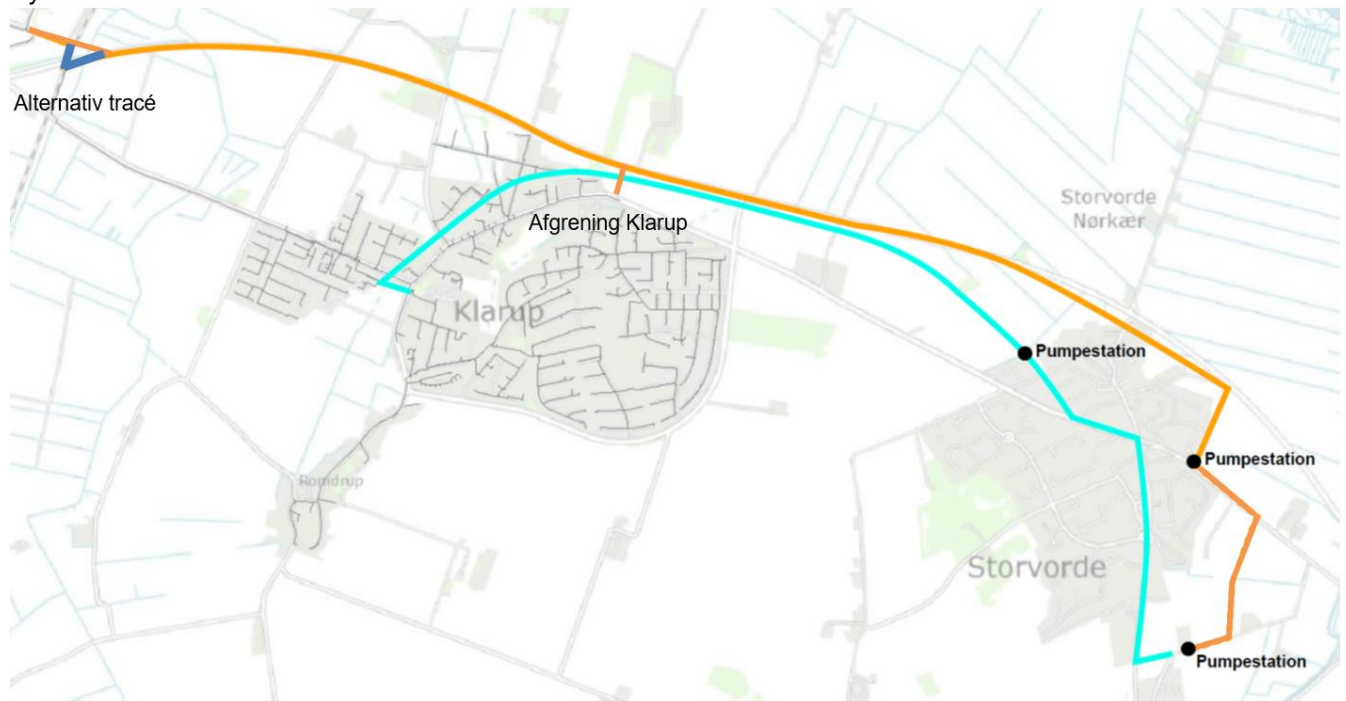 Alternativ tracé
Storvorde
Nørkær
Afgrening Klarup
Klarup
Pumpestation
Pumpestation
Romdrup
Storvorde
Pumpestation